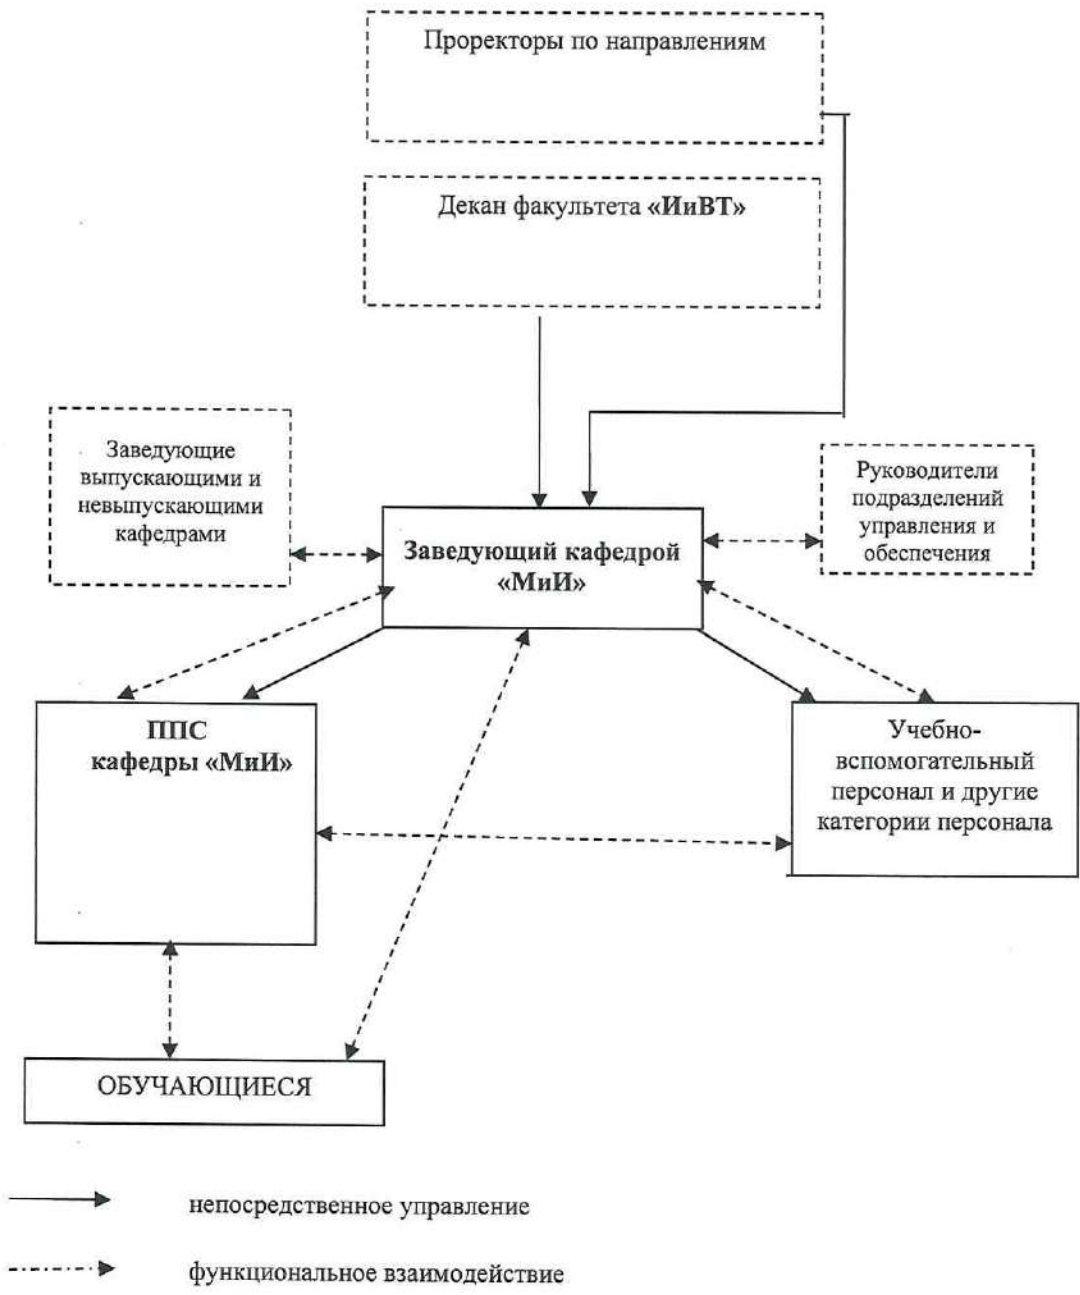 Проректоры по направлениям
Декан факультета «ИиВТ»
Заведующие
выпускающими и
невыпускающими
кафедрами
Руководители
подразделений
управления и
обеспечения
Заведующий кафедрой
«МиИ»
ППС
кафедры «МиИ»
Учебно-
вспомогательный
персонал и другие
категории персонала
ОБУЧАЮЩИЕСЯ
непосредственное управление
функциональное взаимодействие